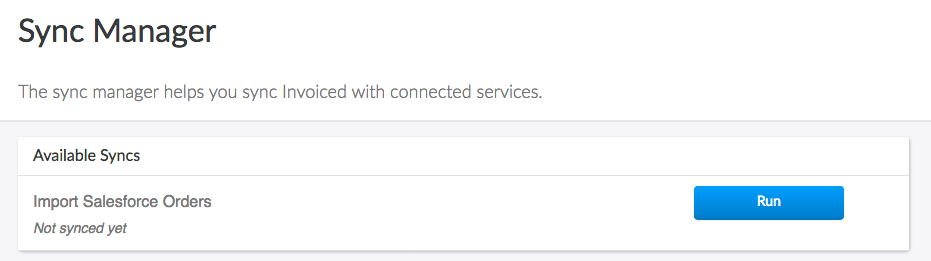 Sync Manager
The sync manager helps you sync Invoiced with connected services.
Available Syncs
Import Salesforce Orders
Run
Not synced yet